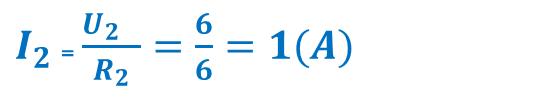 I₂ = U₂/R₂ = 6/6 = 1(A)